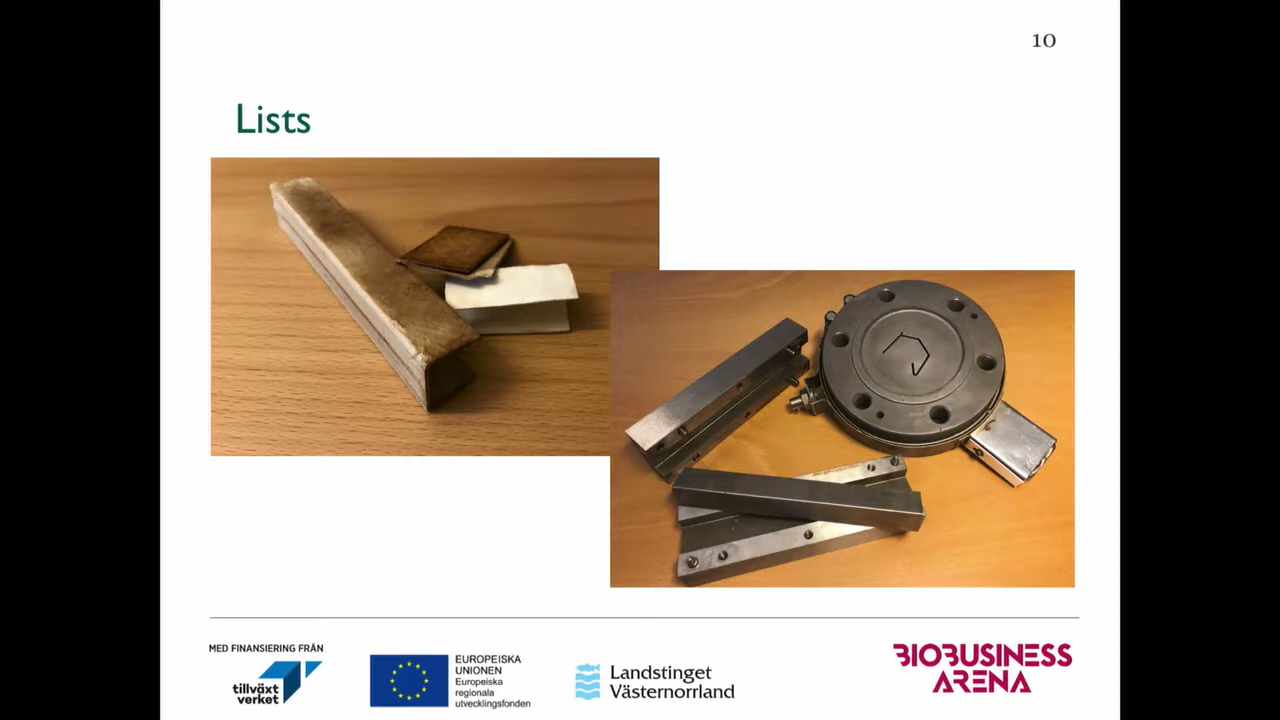 10
Lists
MED FINANSIERING FRÅN
tillväxt
verket
EUROPEISKA
UNIONEN
Europeiska
regionala
utvecklingsfonden
Landstinget
Västernorrland
BIOBUSINESS
ARENA